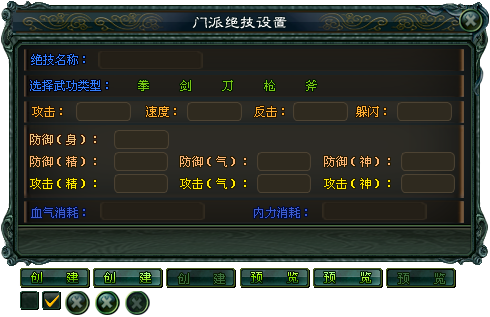 门派绝技设置
绝技名称：
选择武功类型： 拳 剑 刀 枪 斧
攻击： 速度： 反击： 躲闪：
防御（身）：
防御（精）： 防御（气）： 防御（神）：
攻击（精）： 攻击（气）： 攻击（神）：
血气消耗： 内力消耗：
创 建 创 建 创 建 预 览 预 览 预 览